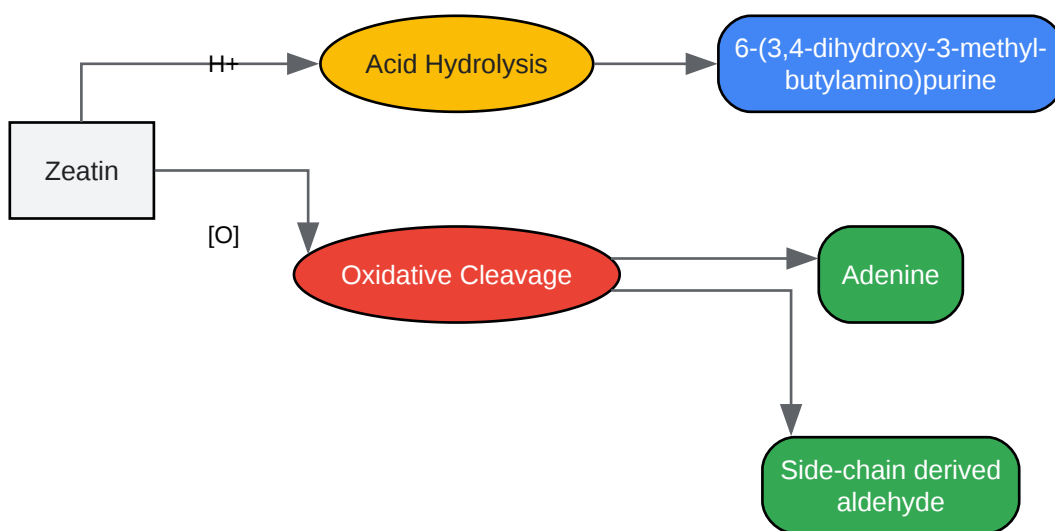 H+
Acid Hydrolysis
6-(3,4-dihydroxy-3-methyl-
butylamino)purine
Zeatin
[O]
Oxidative Cleavage
Adenine
Side-chain derived
aldehyde